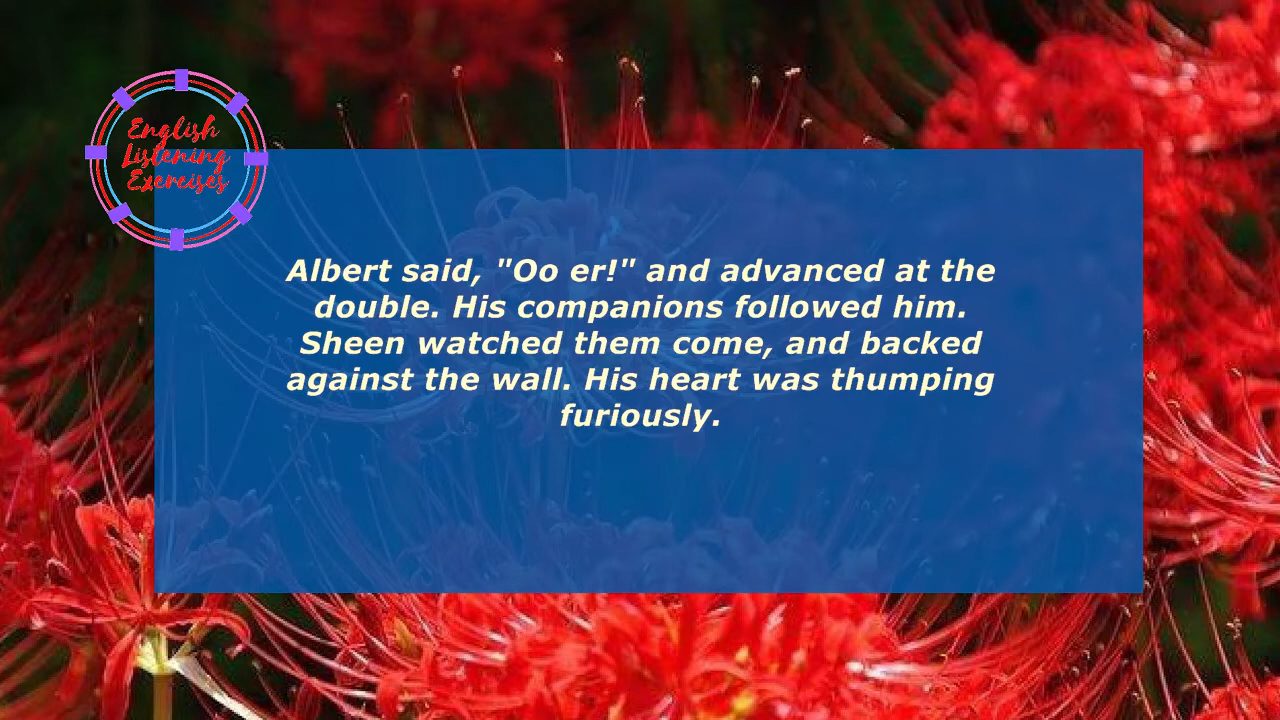 English
Listening
Exercises
Albert said, "Oo er!" and advanced at the
double. His companions followed him.
Sheen watched them come, and backed
against the wall. His heart was thumping
furiously.